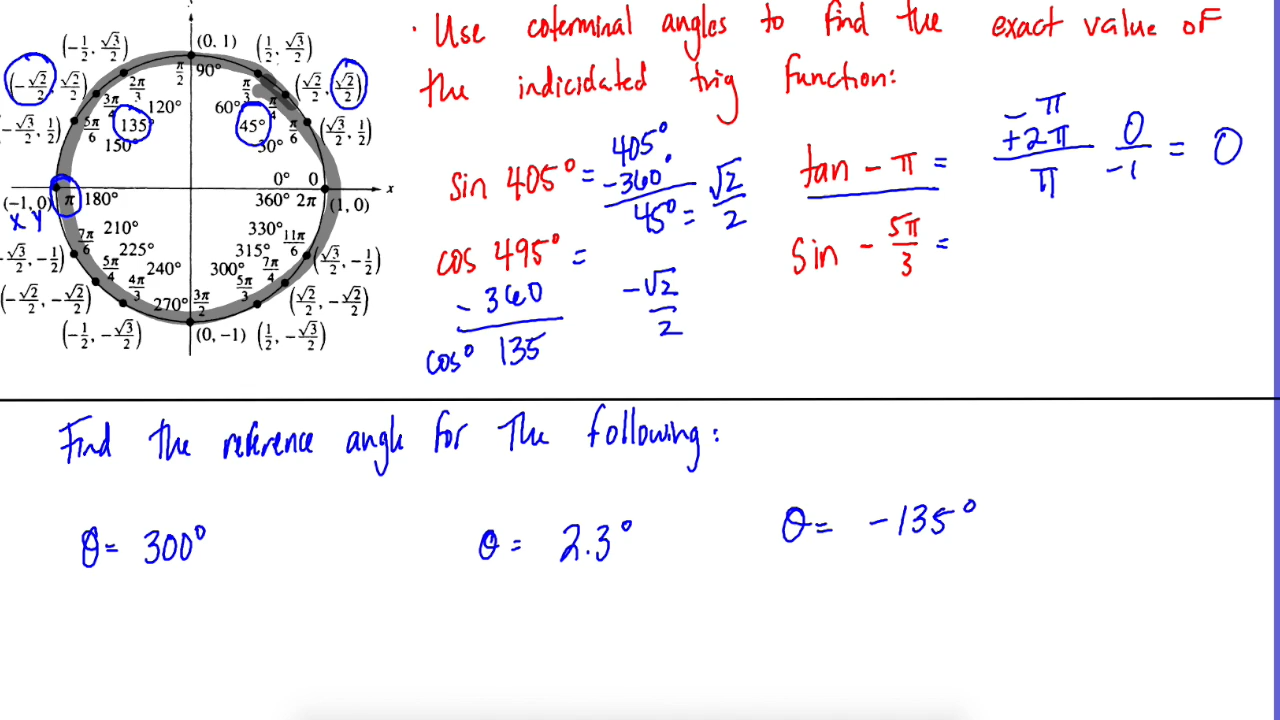 · Use coterminal angles to find the exact value of
the indicidated trig function:
sin 405° = 405° - 360° 45° = √2/2
cos 495° =
- 360
cos° 135
-√2/2
tan - π = - π + 2π π 0/-1 = 0
sin - 5π/3 =
y
(0, 1)
(-1/2, √3/2) (1/2, √3/2)
π/2 90°
(-√2/2, √2/2) (√2/2, √2/2)
2π/3 120° 60° π/3
3π/4 135° 45° π/4
(-√3/2, 1/2) (√3/2, 1/2)
5π/6 150° 30° π/6
(-1, 0) π 180° 0° 0 x
360° 2π (1, 0)
x y
7π/6 210° 330° 11π/6
(-√3/2, -1/2) (√3/2, -1/2)
5π/4 225° 315° 7π/4
4π/3 240° 300° 5π/3
(-√2/2, -√2/2) (√2/2, -√2/2)
270° 3π/2
(-1/2, -√3/2) (0, -1) (1/2, -√3/2)
Find the reference angle for the following:
θ = 300°
θ = 2.3°
θ = -135°